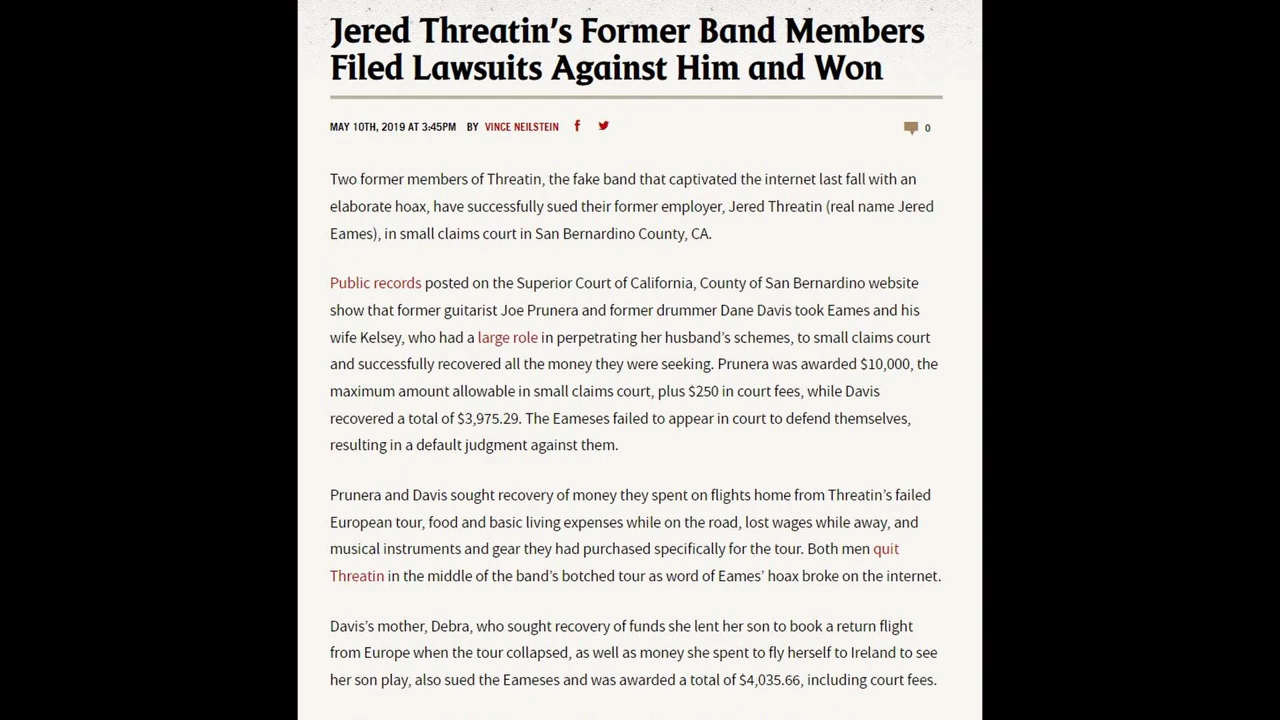 Jered Threatin’s Former Band Members
Filed Lawsuits Against Him and Won
MAY 10TH, 2019 AT 3:45PM BY VINCE NEILSTEIN
0
Two former members of Threatin, the fake band that captivated the internet last fall with an
elaborate hoax, have successfully sued their former employer, Jered Threatin (real name Jered
Eames), in small claims court in San Bernardino County, CA.
Public records posted on the Superior Court of California, County of San Bernardino website
show that former guitarist Joe Prunera and former drummer Dane Davis took Eames and his
wife Kelsey, who had a large role in perpetrating her husband’s schemes, to small claims court
and successfully recovered all the money they were seeking. Prunera was awarded $10,000, the
maximum amount allowable in small claims court, plus $250 in court fees, while Davis
recovered a total of $3,975.29. The Eameses failed to appear in court to defend themselves,
resulting in a default judgment against them.
Prunera and Davis sought recovery of money they spent on flights home from Threatin’s failed
European tour, food and basic living expenses while on the road, lost wages while away, and
musical instruments and gear they had purchased specifically for the tour. Both men quit
Threatin in the middle of the band’s botched tour as word of Eames’ hoax broke on the internet.
Davis’s mother, Debra, who sought recovery of funds she lent her son to book a return flight
from Europe when the tour collapsed, as well as money she spent to fly herself to Ireland to see
her son play, also sued the Eameses and was awarded a total of $4,035.66, including court fees.